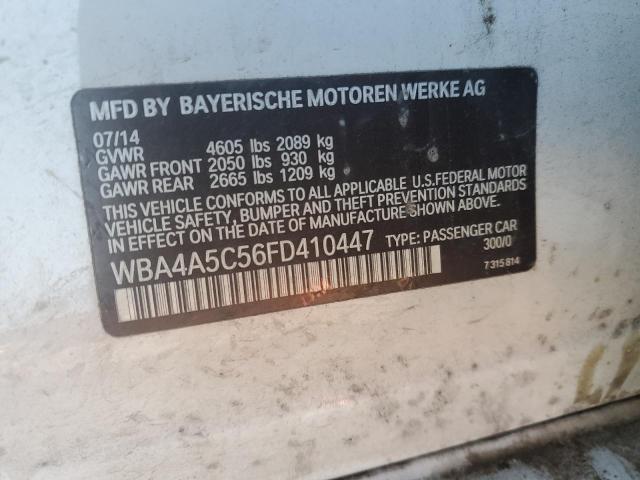 MFD BY BAYERISCHE MOTOREN WERKE AG
07/14
GVWR 4605 lbs 2089 kg
GAWR FRONT 2050 lbs 930 kg
GAWR REAR 2665 lbs 1209 kg
THIS VEHICLE CONFORMS TO ALL APPLICABLE U.S.FEDERAL MOTOR
VEHICLE SAFETY, BUMPER AND THEFT PREVENTION STANDARDS
IN EFFECT ON THE DATE OF MANUFACTURE SHOWN ABOVE.
WBA4A5C56FD410447 TYPE: PASSENGER CAR
300/0
7 315 814